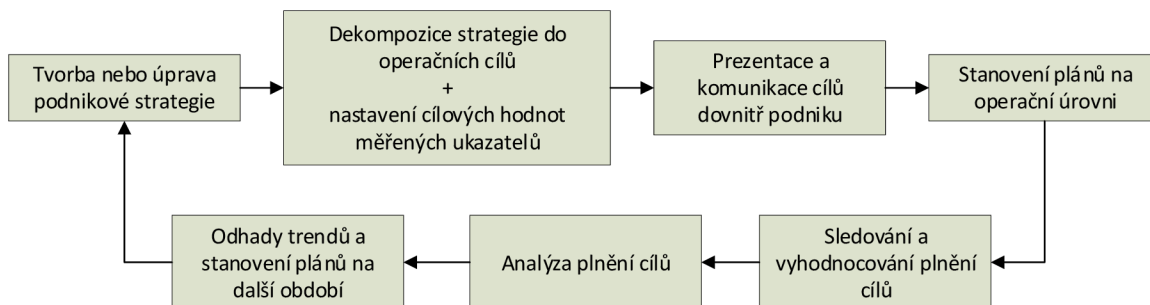 Tvorba nebo úprava
podnikové strategie
Dekompozice strategie do
operačních cílů
+
nastavení cílových hodnot
měřených ukazatelů
Prezentace a
komunikace cílů
dovnitř podniku
Stanovení plánů na
operační úrovni
Sledování a
vyhodnocování plnění
cílů
Analýza plnění cílů
Odhady trendů a
stanovení plánů na
další období